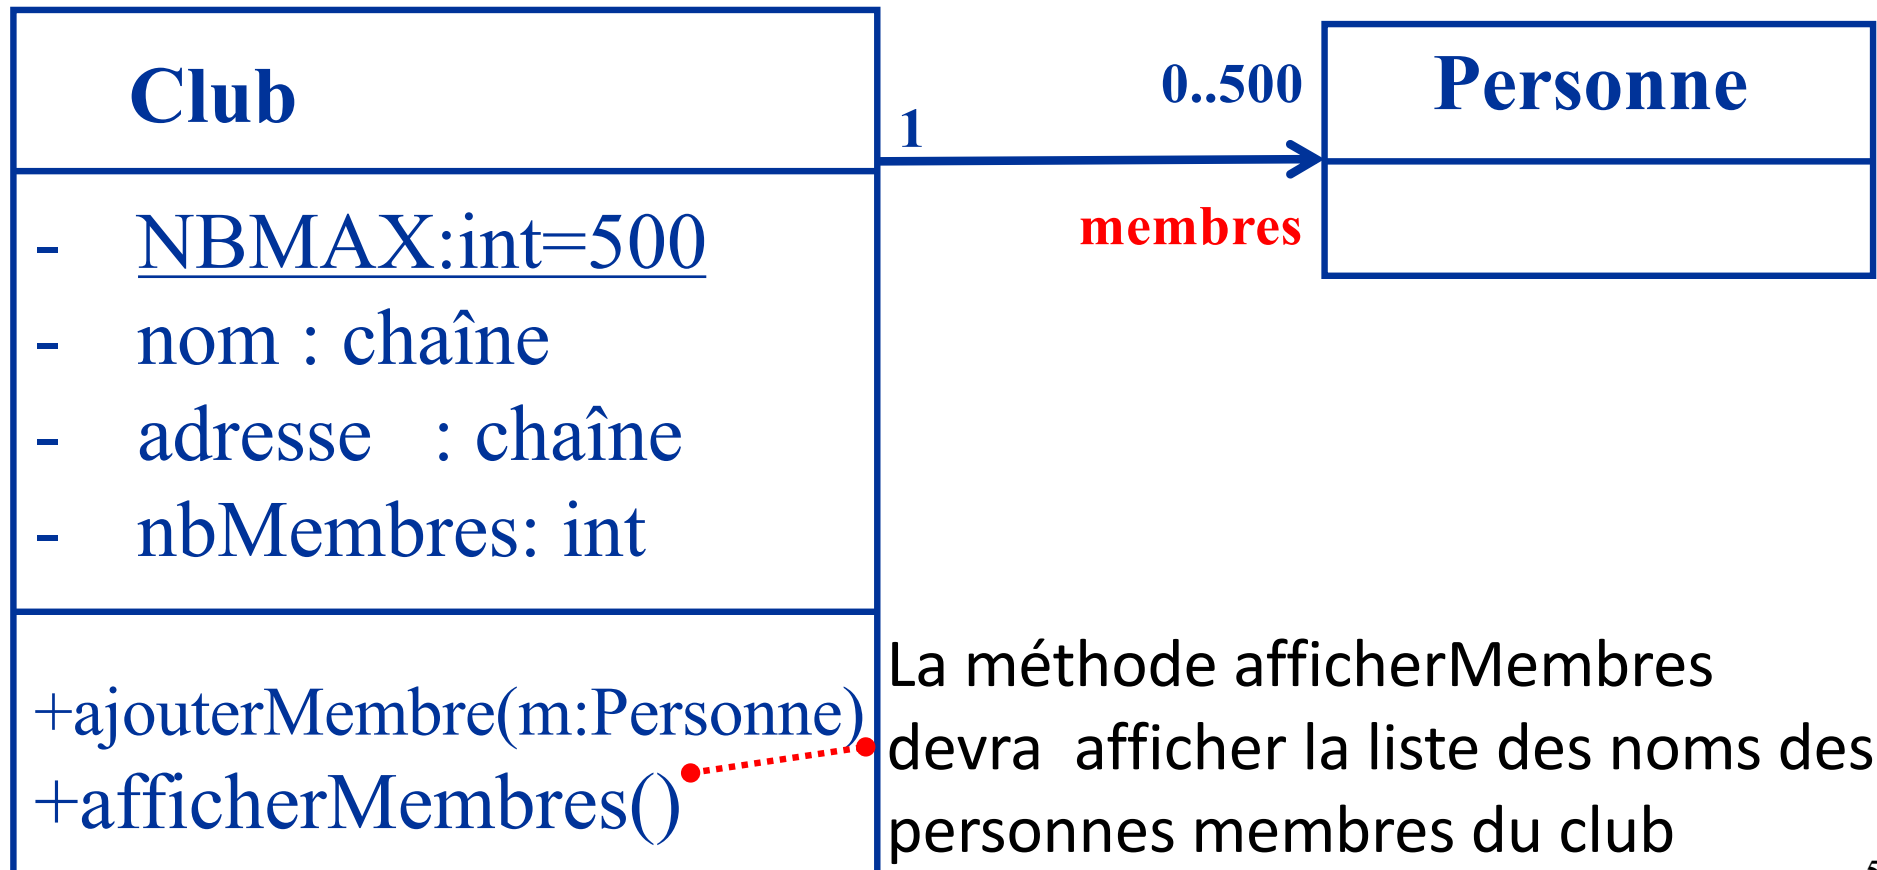 Club
- NBMAX:int=500
- nom : chaîne
- adresse : chaîne
- nbMembres: int
+ajouterMembre(m:Personne)
+afficherMembres()
1
0..500
membres
Personne
La méthode afficherMembres
devra afficher la liste des noms des
personnes membres du club